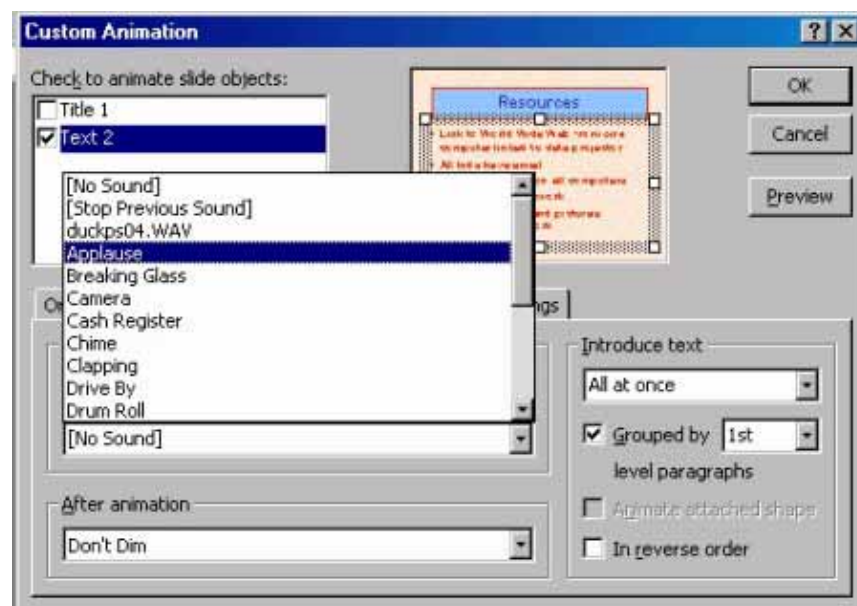 Custom Animation
Check to animate slide objects:
Title 1
Text 2
[No Sound]
[Stop Previous Sound]
duckps04.WAV
Applause
Breaking Glass
Camera
Cash Register
Chime
Clapping
Drive By
Drum Roll
[No Sound]
After animation
Don't Dim
Resources
OK
Cancel
Preview
Introduce text
All at once
Grouped by 1st
level paragraphs
Animate attached shape
In reverse order